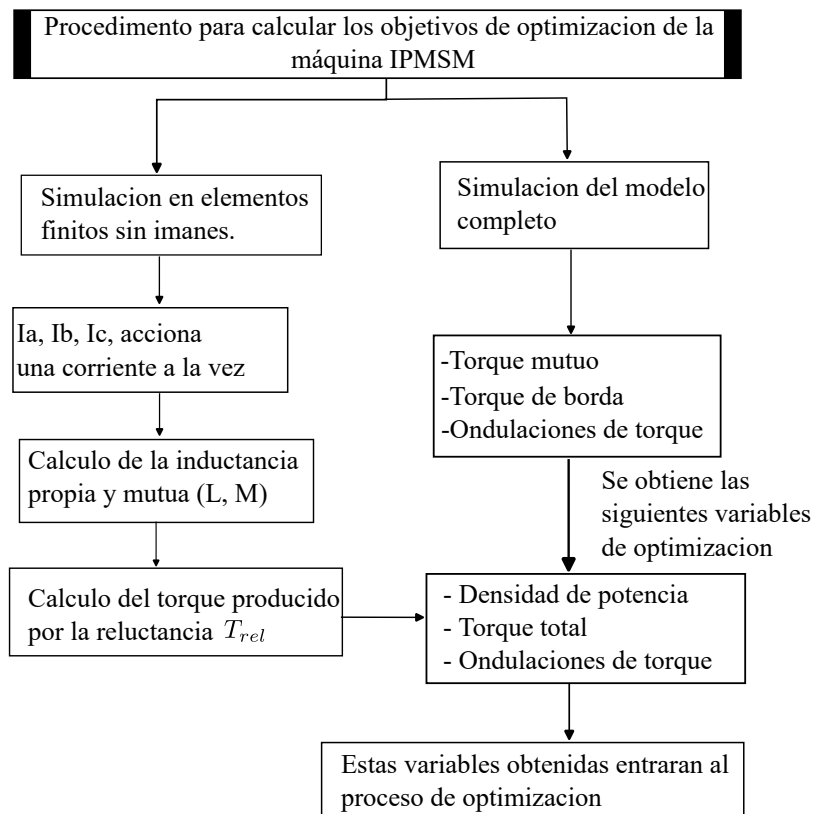 Procedimento para calcular los objetivos de optimizacion de la
máquina IPMSM
Simulacion en elementos
finitos sin imanes.
Ia, Ib, Ic, acciona
una corriente a la vez
Calculo de la inductancia
propia y mutua (L, M)
Calculo del torque producido
por la reluctancia T_{rel}
Simulacion del modelo
completo
-Torque mutuo
-Torque de borda
-Ondulaciones de torque
Se obtiene las
siguientes variables
de optimizacion
- Densidad de potencia
- Torque total
- Ondulaciones de torque
Estas variables obtenidas entraran al
proceso de optimizacion